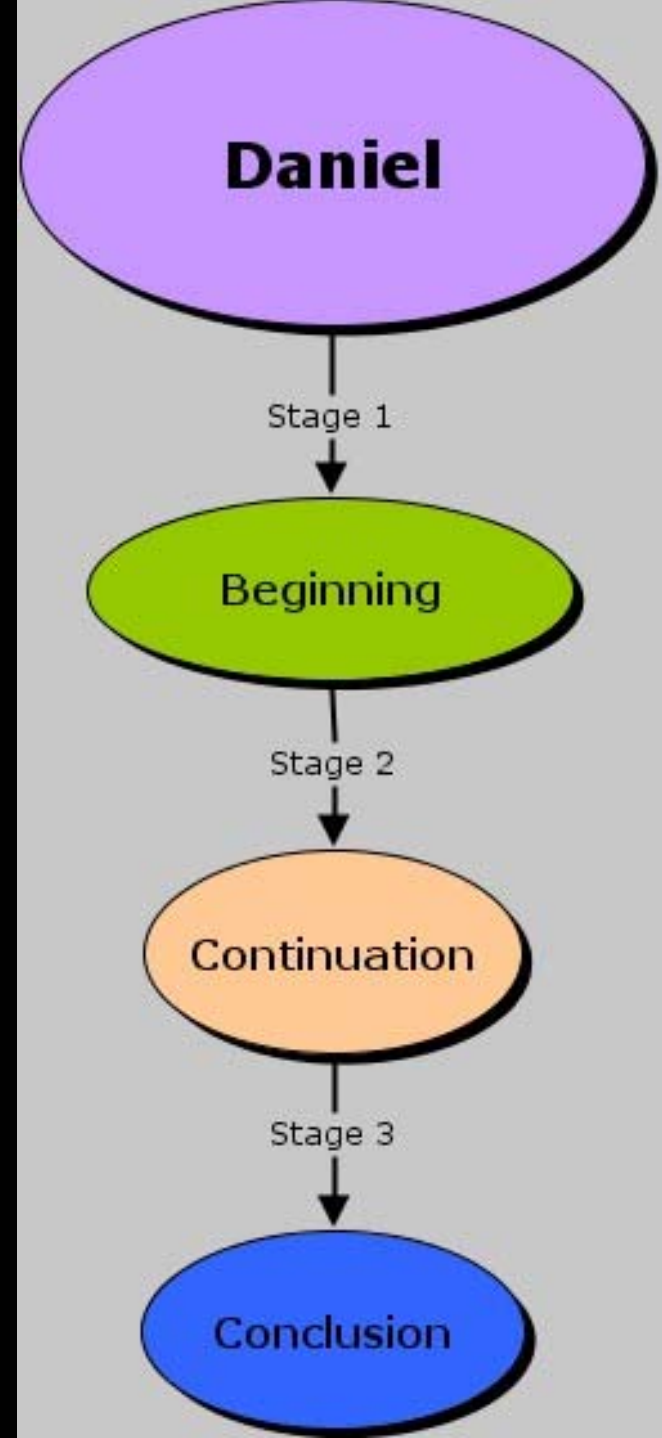 Daniel
Stage 1
Beginning
Stage 2
Continuation
Stage 3
Conclusion